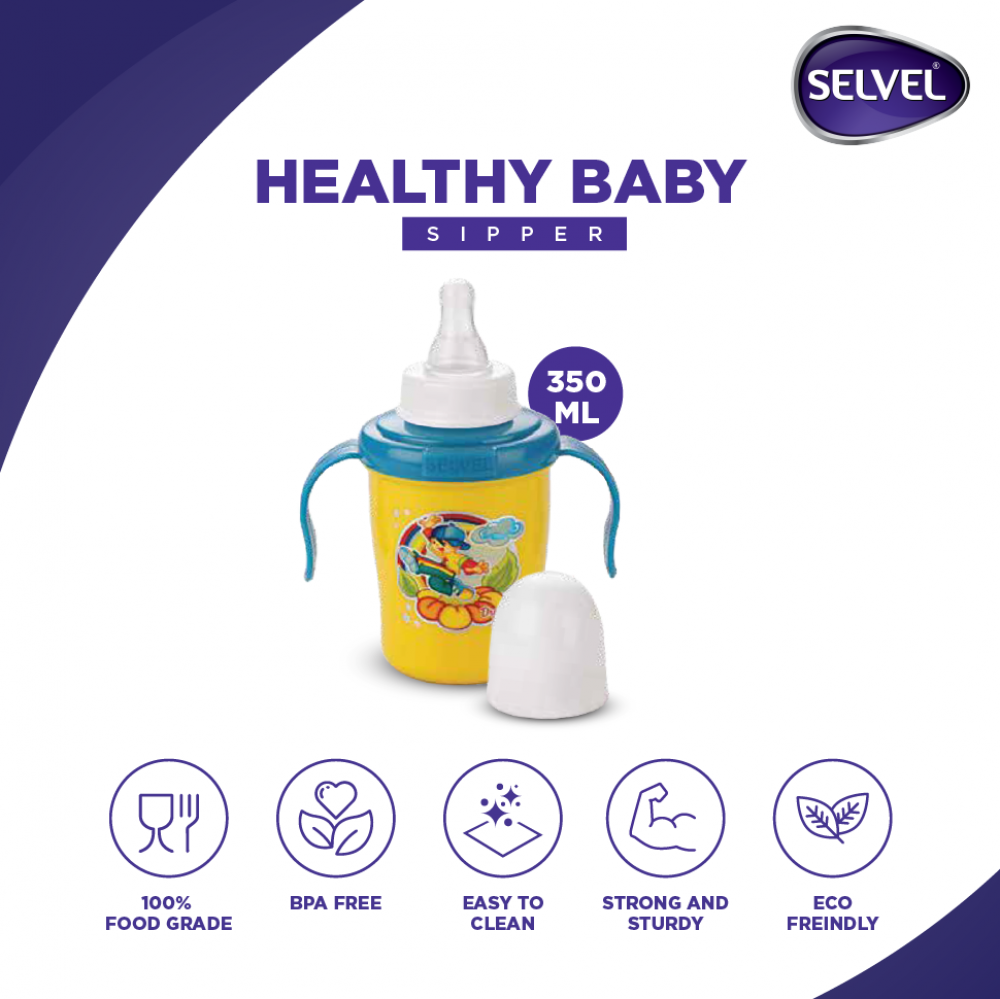 SELVEL®
HEALTHY BABY
SIPPER
350
ML
SELVEL
100%
FOOD GRADE
BPA FREE
EASY TO
CLEAN
STRONG AND
STURDY
ECO
FREINDLY